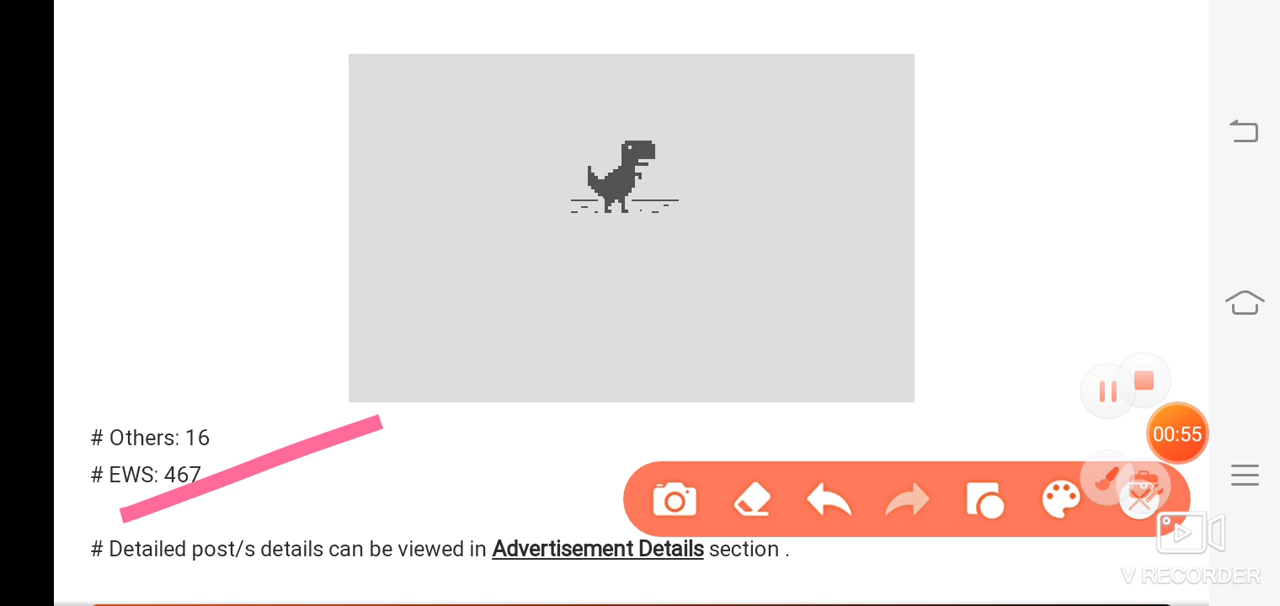 # Others: 16
# EWS: 467
00:55
# Detailed post/s details can be viewed in Advertisement Details section .
V RECORDER